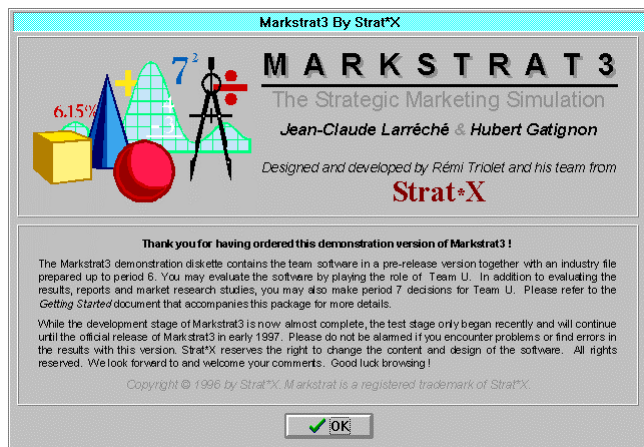 Markstrat3 By Strat*X
7²
6.15%
-3
MARKSTRAT3
The Strategic Marketing Simulation
Jean-Claude Larréché & Hubert Gatignon
Designed and developed by Rémi Triolet and his team from
Strat*X
Thank you for having ordered this demonstration version of Markstrat3 !
The Markstrat3 demonstration diskette contains the team software in a pre-release version together with an industry file
prepared up to period 6. You may evaluate the software by playing the role of Team U. In addition to evaluating the
results, reports and market research studies, you may also make period 7 decisions for Team U. Please refer to the
Getting Started document that accompanies this package for more details.
While the development stage of Markstrat3 is now almost complete, the test stage only began recently and will continue
until the official release of Markstrat3 in early 1997. Please do not be alarmed if you encounter problems or find errors in
the results with this version. Strat*X reserves the right to change the content and design of the software. All rights
reserved. We look forward to and welcome your comments. Good luck browsing !
Copyright © 1996 by Strat*X. Markstrat is a registered trademark of Strat*X.
OK